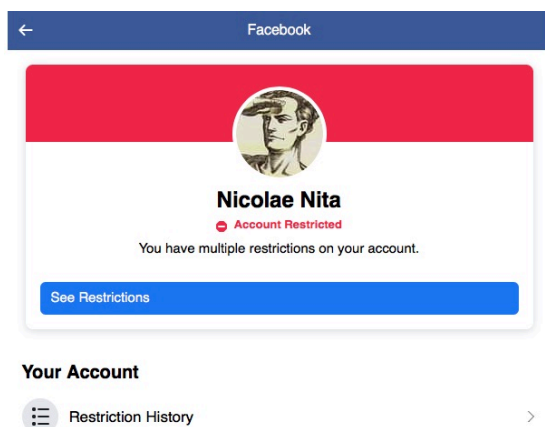 Facebook
Nicolae Nita
Account Restricted
You have multiple restrictions on your account.
See Restrictions
Your Account
Restriction History